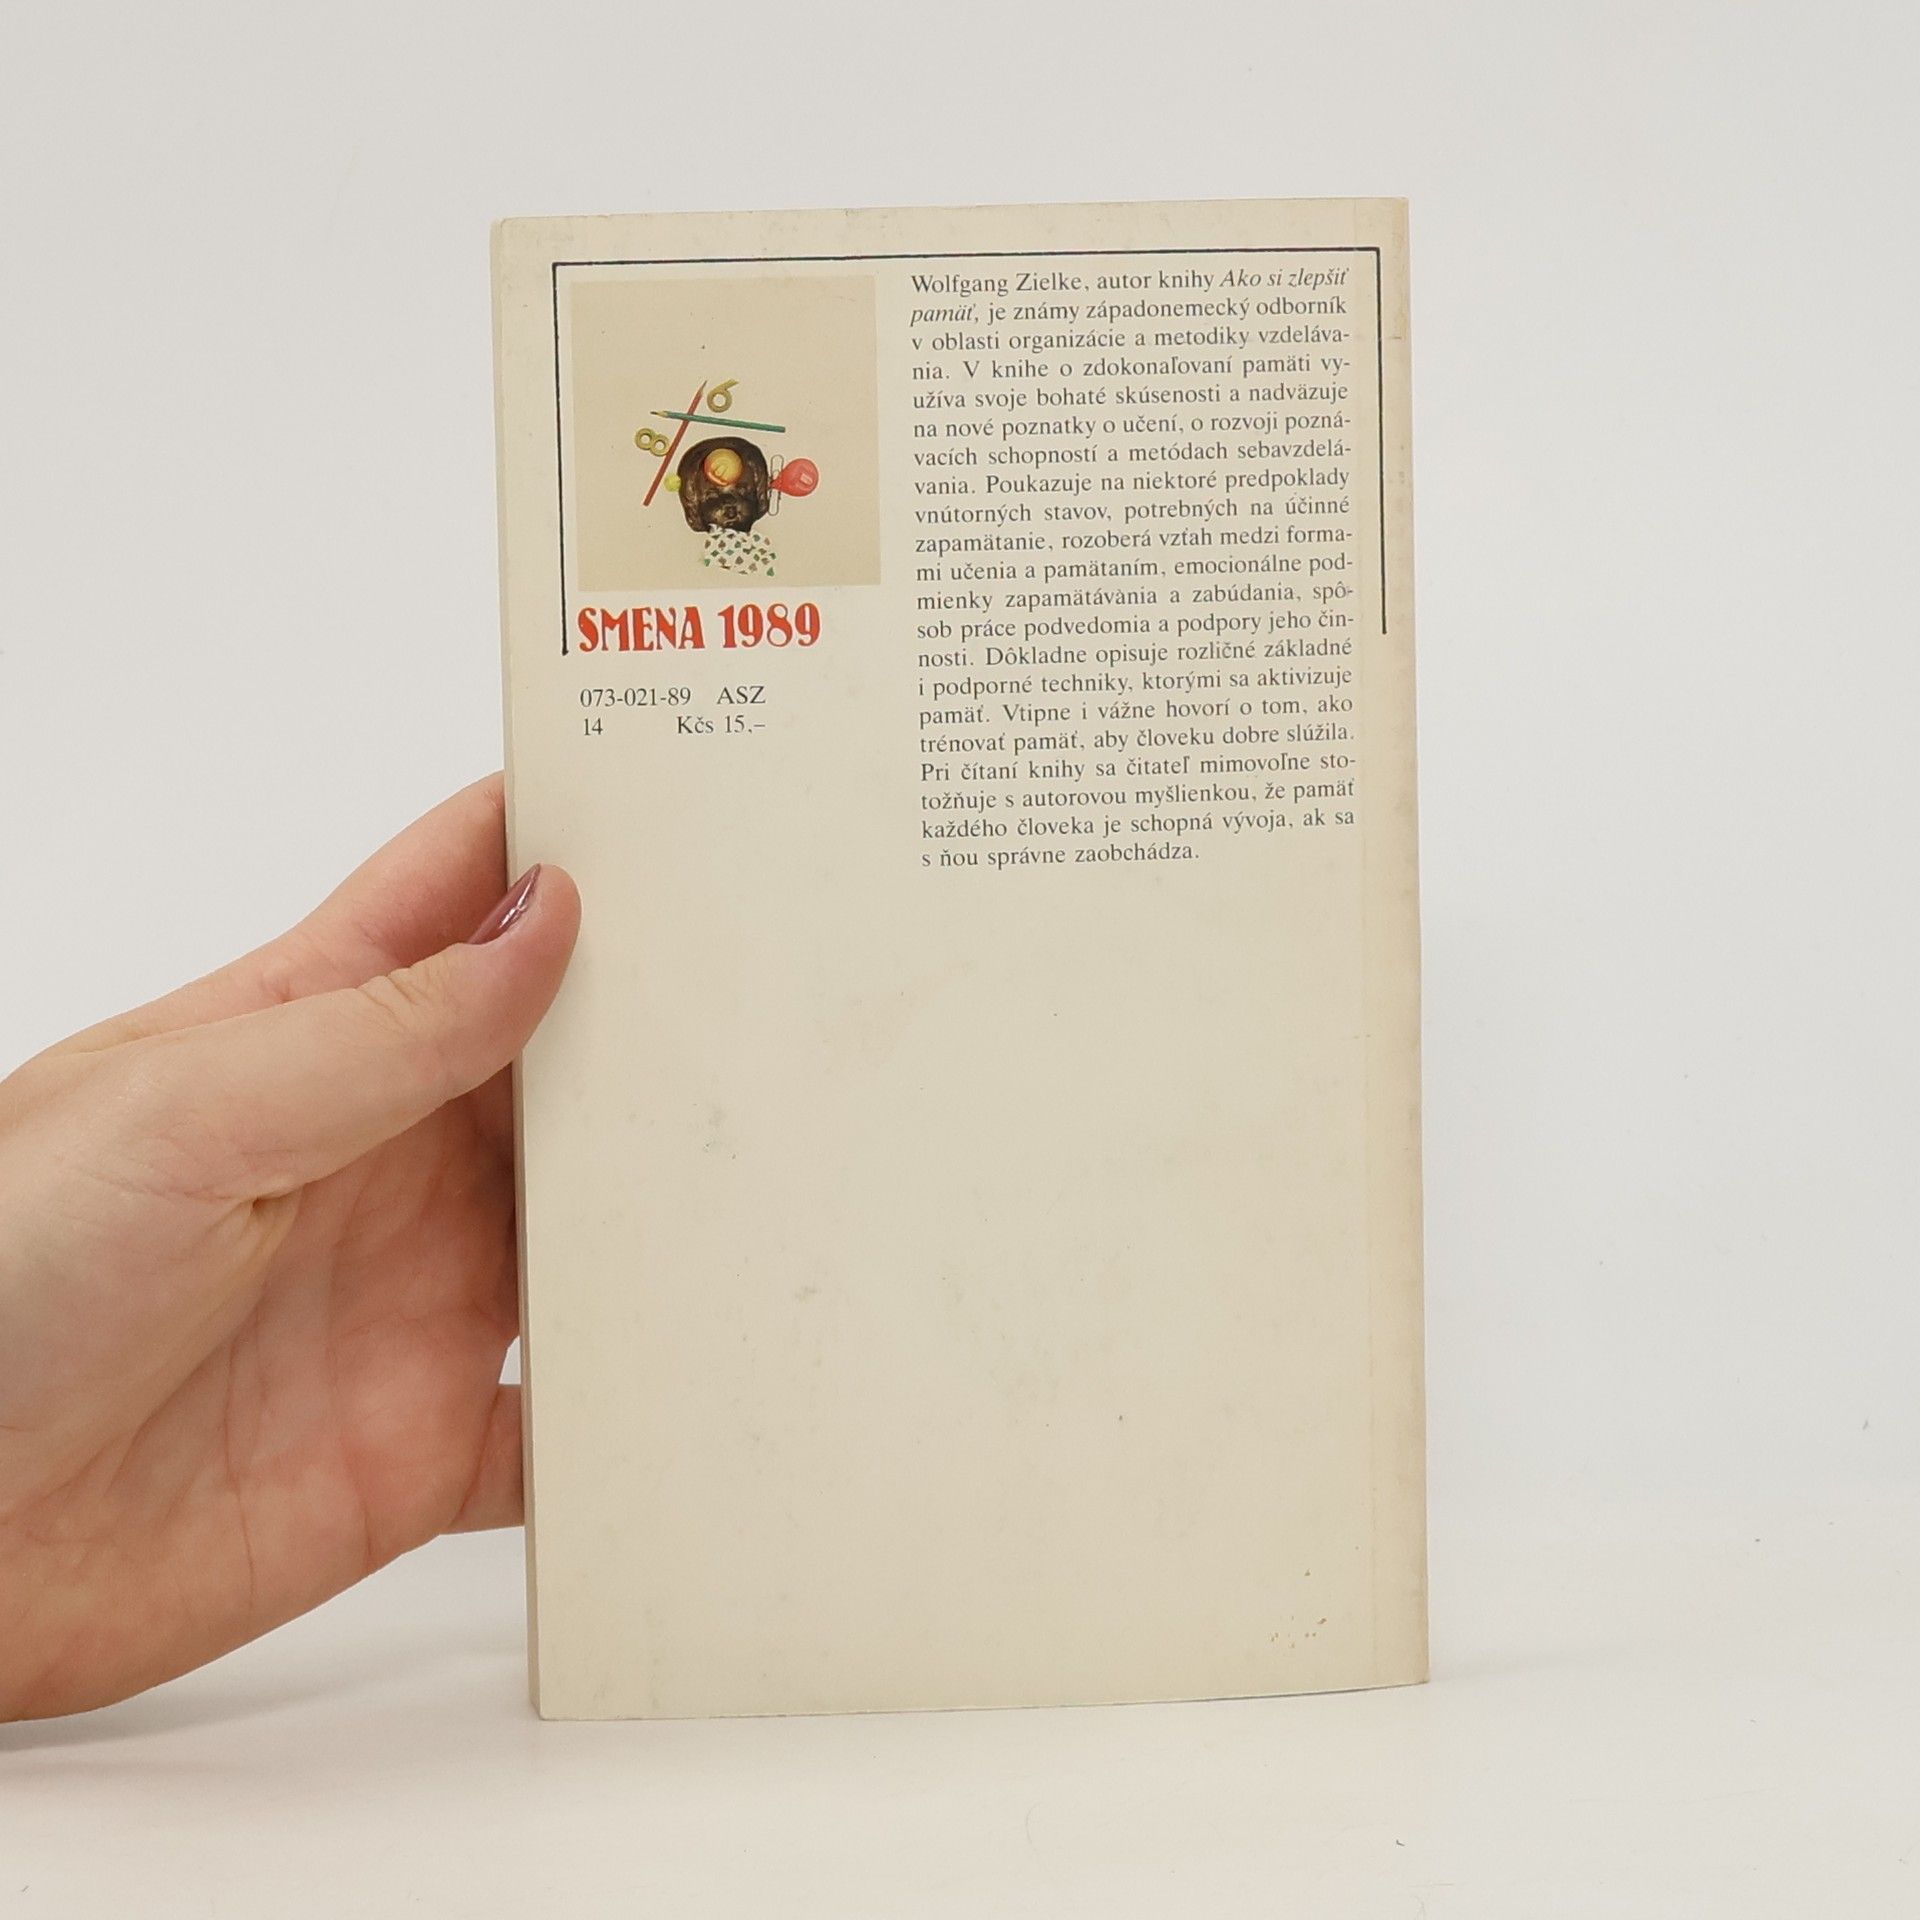 Wolfgang Zielke, autor knihy Ako si zlepšiť
pamäť, je známy západonemecký odborník
v oblasti organizácie a metodiky vzdeláva-
nia. V knihe o zdokonaľovaní pamäti vy-
užíva svoje bohaté skúsenosti a nadväzuje
na nové poznatky o učení, o rozvoji pozná-
vacích schopností a metódach sebavzdelá-
vania. Poukazuje na niektoré predpoklady
vnútorných stavov, potrebných na účinné
zapamätanie, rozoberá vzťah medzi forma-
mi učenia a pamätaním, emocionálne pod-
mienky zapamätávània a zabúdania, spô-
sob práce podvedomia a podpory jeho čin-
nosti. Dôkladne opisuje rozličné základné
i podporné techniky, ktorými sa aktivizuje
pamäť. Vtipne i vážne hovorí o tom, ako
trénovať pamäť, aby človeku dobre slúžila.
Pri čítaní knihy sa čitateľ mimovoľne sto-
tožňuje s autorovou myšlienkou, že pamäť
každého človeka je schopná vývoja, ak sa
s ňou správne zaobchádza.
6
8
SMENA 1989
073-021-89 ASZ
14 Kčs 15,–